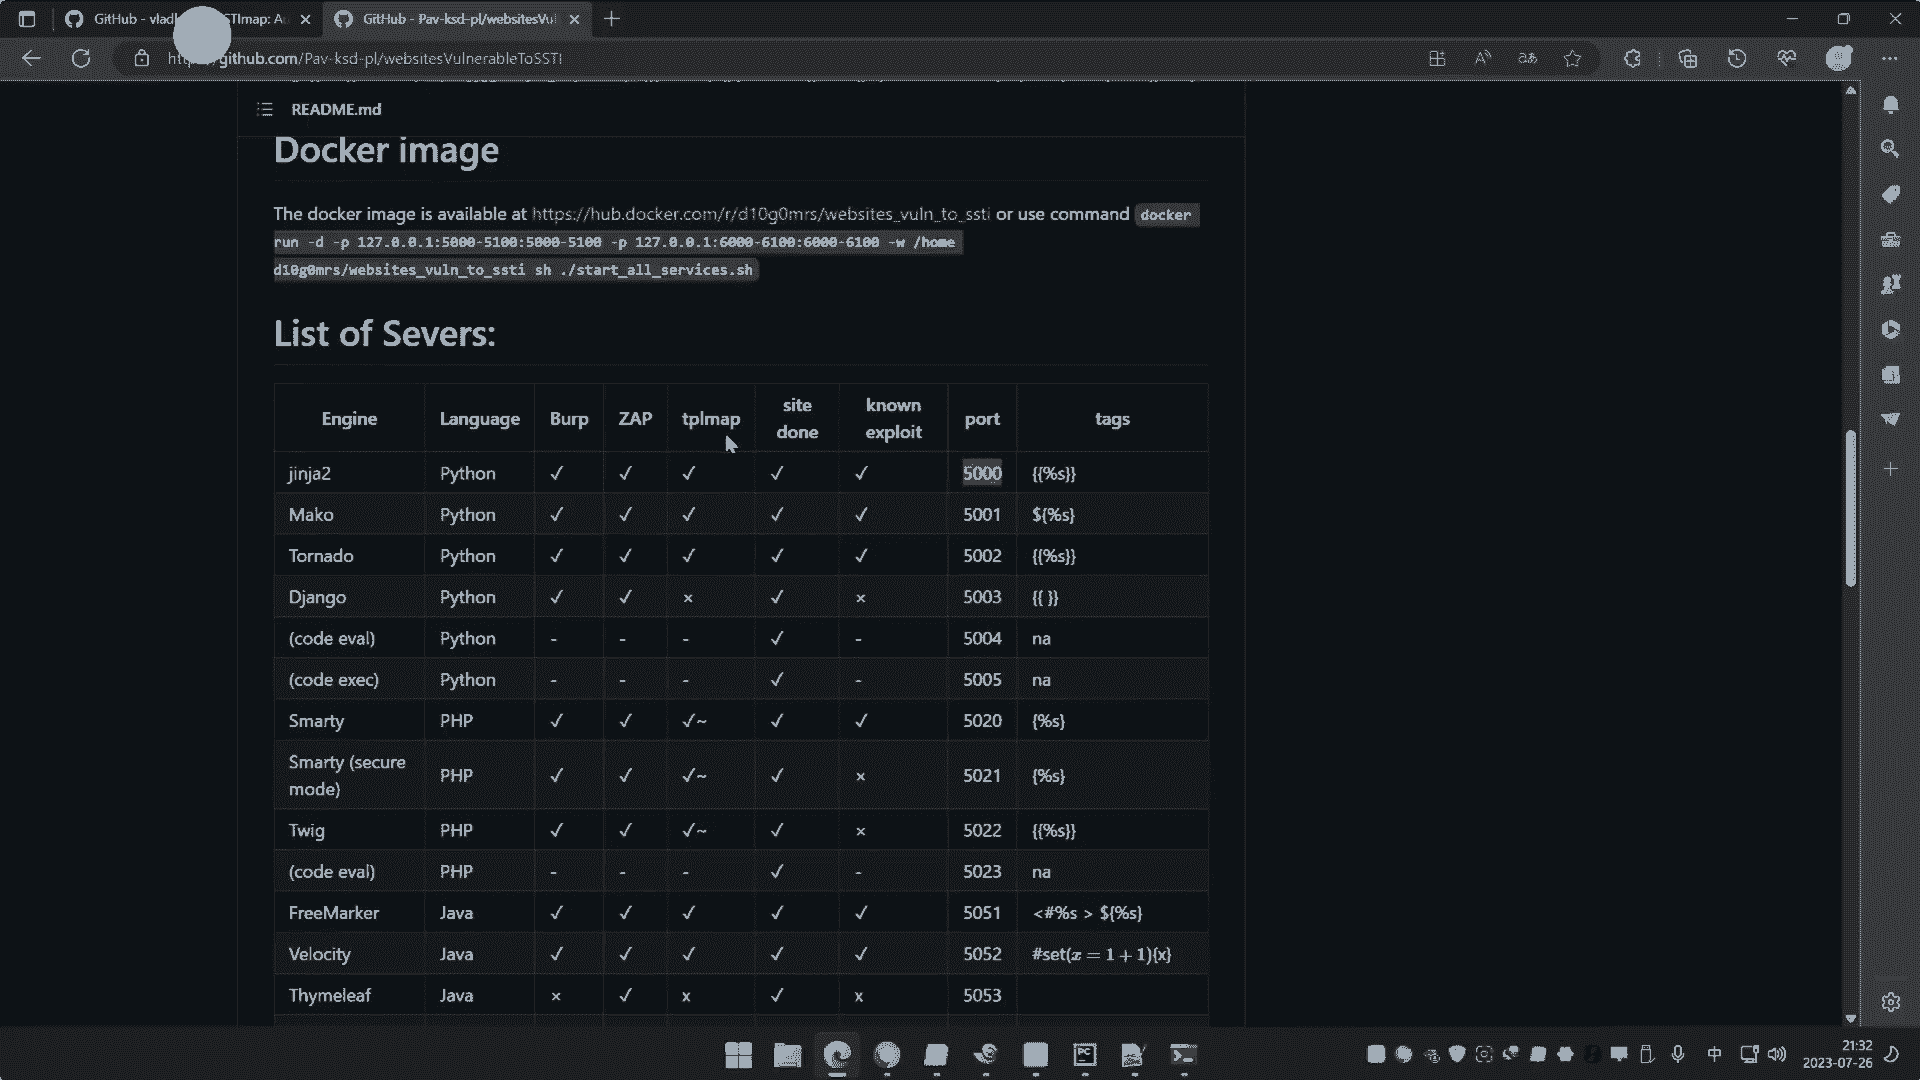 GitHub - vladk STImap: Au
GitHub - Pav-ksd-pl/websitesVul
github.com/Pav-ksd-pl/websitesVulnerableToSSTI
README.md
Docker image
The docker image is available at https://hub.docker.com/r/d10g0mrs/websites_vuln_to_ssti or use command docker
run -d -p 127.0.0.1:5000-5100:5000-5100 -p 127.0.0.1:6000-6100:6000-6100 -w /home
d10g0mrs/websites_vuln_to_ssti sh ./start_all_services.sh
List of Severs:
Engine Language Burp ZAP tplmap site done known exploit port tags
jinja2 Python ✓ ✓ ✓ ✓ ✓ 5000 {{%s}}
Mako Python ✓ ✓ ✓ ✓ ✓ 5001 ${%s}
Tornado Python ✓ ✓ ✓ ✓ ✓ 5002 {{%s}}
Django Python ✓ ✓ × ✓ × 5003 {{ }}
(code eval) Python - - - ✓ - 5004 na
(code exec) Python - - - ✓ - 5005 na
Smarty PHP ✓ ✓ ✓~ ✓ ✓ 5020 {%s}
Smarty (secure mode) PHP ✓ ✓ ✓~ ✓ × 5021 {%s}
Twig PHP ✓ ✓ ✓~ ✓ × 5022 {{%s}}
(code eval) PHP - - - ✓ - 5023 na
FreeMarker Java ✓ ✓ ✓ ✓ ✓ 5051 <#%s > ${%s}
Velocity Java ✓ ✓ ✓ ✓ ✓ 5052 #set(x = 1 + 1){x}
Thymeleaf Java × ✓ x ✓ x 5053
中
21:32
2023-07-26